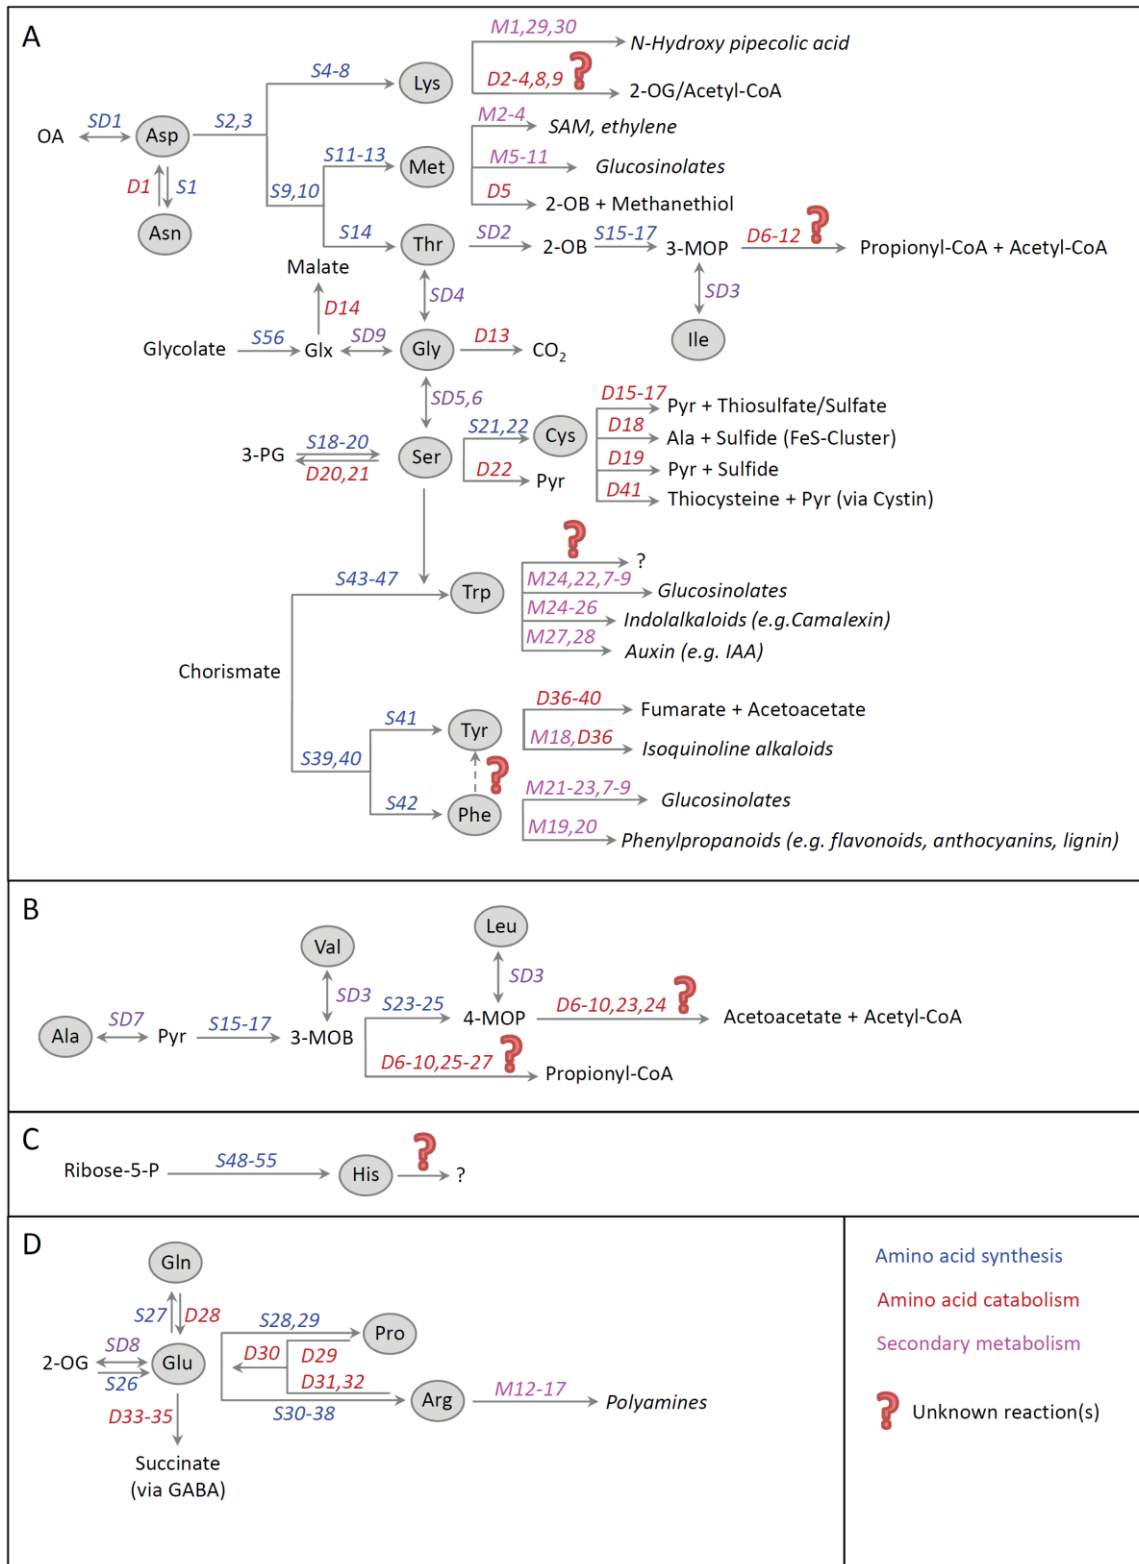 A
M1,29,30
N-Hydroxy pipecolic acid
S4-8
Lys
D2-4,8,9 ?
2-OG/Acetyl-CoA
OA
SD1
Asp
S2,3
M2-4
SAM, ethylene
S11-13
Met
M5-11
Glucosinolates
D1
S1
S9,10
D5
2-OB + Methanethiol
Asn
S14
Thr
SD2
2-OB
S15-17
3-MOP
D6-12 ?
Propionyl-CoA + Acetyl-CoA
Malate
D14
SD4
SD3
Glycolate
S56
Glx
SD9
Gly
D13
CO2
Ile
SD5,6
3-PG
S18-20
D20,21
Ser
S21,22
Cys
D22
Pyr
D15-17
Pyr + Thiosulfate/Sulfate
D18
Ala + Sulfide (FeS-Cluster)
D19
Pyr + Sulfide
D41
Thiocysteine + Pyr (via Cystin)
S43-47
Trp
?
?
M24,22,7-9
Glucosinolates
M24-26
Indolalkaloids (e.g.Camalexin)
M27,28
Auxin (e.g. IAA)
Chorismate
S39,40
S41
Tyr
D36-40
Fumarate + Acetoacetate
M18,D36
Isoquinoline alkaloids
?
S42
Phe
M21-23,7-9
Glucosinolates
M19,20
Phenylpropanoids (e.g. flavonoids, anthocyanins, lignin)
B
Val
Leu
SD3
SD3
Ala
SD7
Pyr
S15-17
3-MOB
S23-25
4-MOP
D6-10,23,24 ?
Acetoacetate + Acetyl-CoA
D6-10,25-27 ?
Propionyl-CoA
C
Ribose-5-P
S48-55
His
?
?
D
Gln
S27
D28
2-OG
SD8
S26
Glu
S28,29
Pro
D30
D29
D31,32
S30-38
Arg
M12-17
Polyamines
D33-35
Succinate
(via GABA)
Amino acid synthesis
Amino acid catabolism
Secondary metabolism
? Unknown reaction(s)